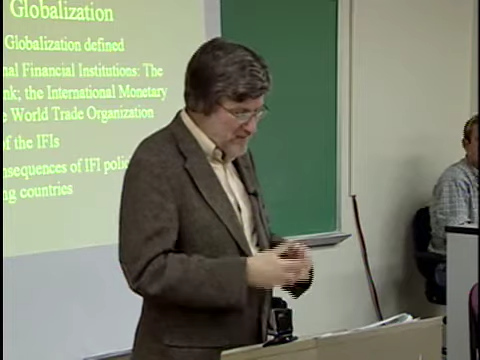 Globalization
Globalization defined
nal Financial Institutions: The
nk; the International Monetary
e World Trade Organization
of the IFIs
nsequences of IFI polic
ng countries